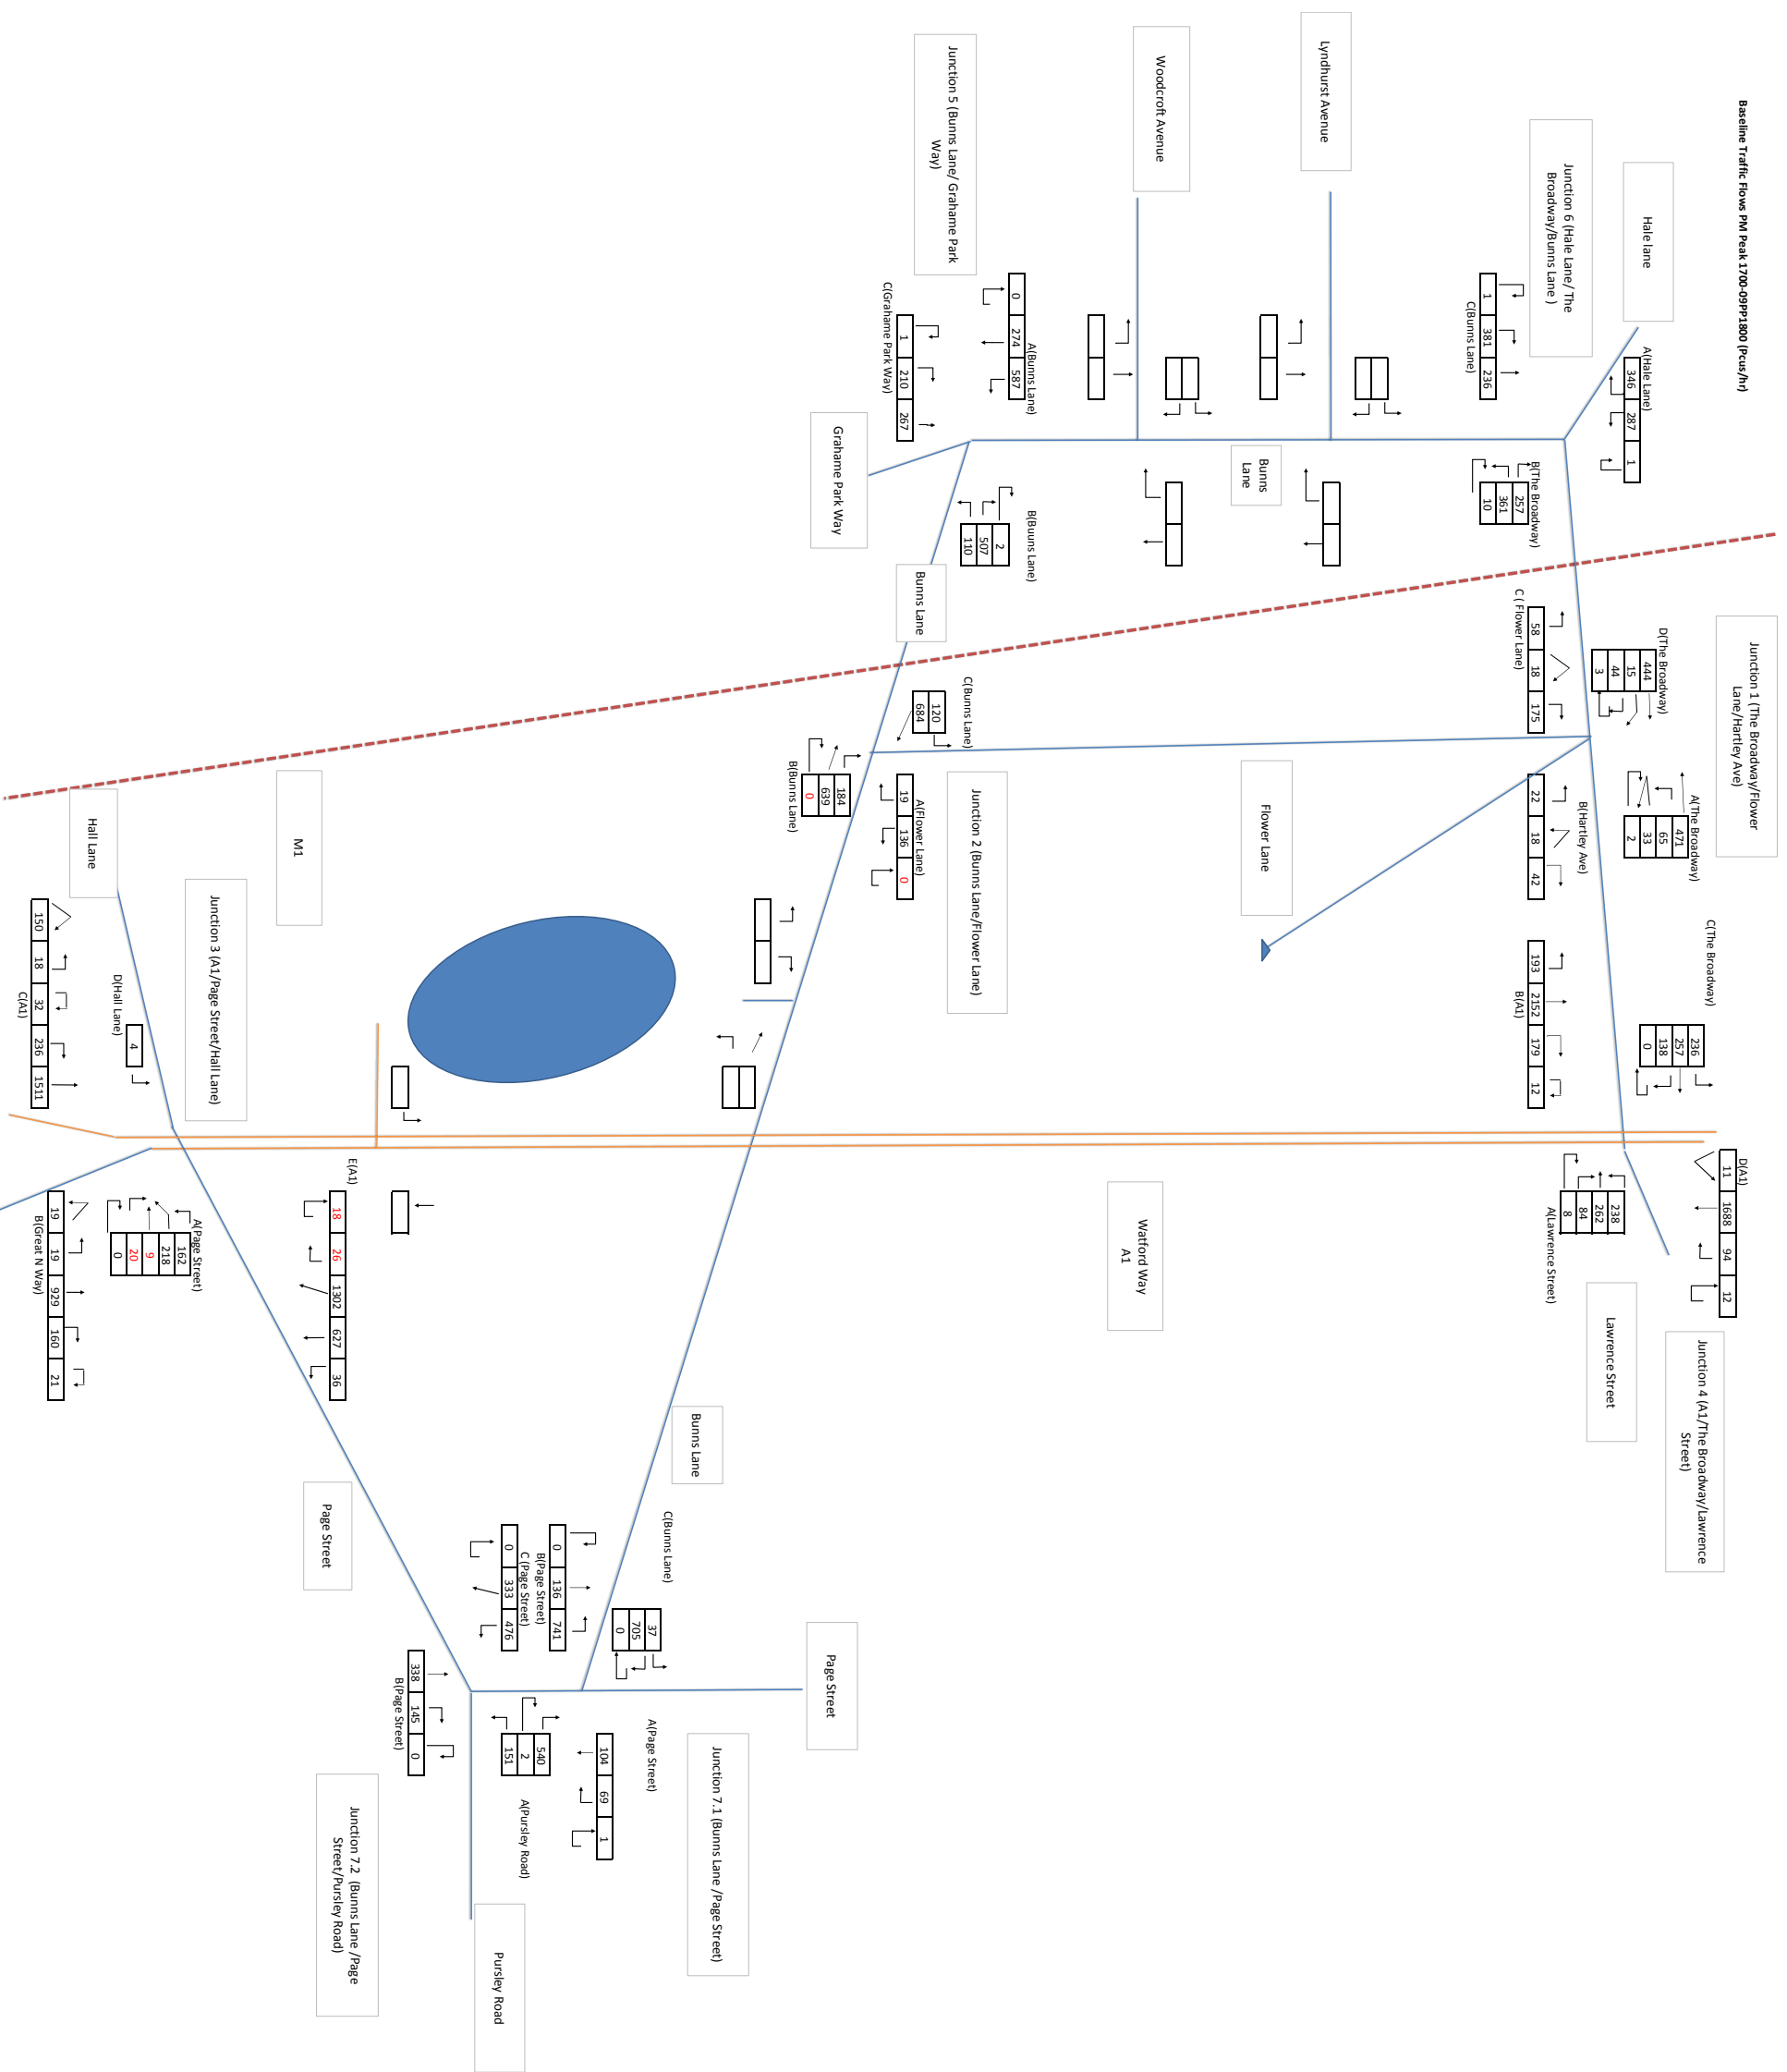 Baseline Traffic Flows PM Peak 1700-09PP1800 (Pcus/hr)
Hale lane
Junction 6 (Hale Lane/ The
Broadway/Bunns Lane )
A(Hale Lane)
346 287 1
1 381 236
C(Bunns Lane)
B(The Broadway)
257
361
10
Lyndhurst Avenue
Woodcroft Avenue
Bunns
Lane
Junction 5 (Bunns Lane/ Grahame Park
Way)
A(Bunns Lane)
0 274 587
1 210 267
C(Grahame Park Way)
B(Buuns Lane)
2
507
110
Grahame Park Way
Bunns Lane
Junction 1 (The Broadway/Flower
Lane/Hartley Ave)
D(The Broadway)
444
15
44
3
A(The Broadway)
471
65
33
2
C ( Flower Lane)
58 18 175
B(Hartley Ave)
22 18 42
Flower Lane
Junction 2 (Bunns Lane/Flower Lane)
C(Bunns Lane)
120
684
A(Flower Lane)
19 136 0
B(Bunns Lane)
184
639
0
C(The Broadway)
236
257
138
0
193 2152 179 12
B(A1)
D(A1)
11 1688 94 12
A(Lawrence Street)
238
262
84
8
Junction 4 (A1/The Broadway/Lawrence
Street)
Lawrence Street
Watford Way
A1
M1
Hall Lane
Junction 3 (A1/Page Street/Hall Lane)
D(Hall Lane)
4
150 18 32 236 1511
C(A1)
E(A1)
18 26 1302 627 36
A(Page Street)
162
218
9
20
0
19 19 929 160 21
B(Great N Way)
Bunns Lane
Page Street
C(Bunns Lane)
37
705
0
0 136 741
B(Page Street)
0 333 476
C (Page Street)
Page Street
A(Page Street)
104 69 1
Junction 7.1 (Bunns Lane /Page Street)
540
2
151
A(Pursley Road)
338 145 0
B(Page Street)
Junction 7.2 (Bunns Lane /Page
Street/Pursley Road)
Pursley Road